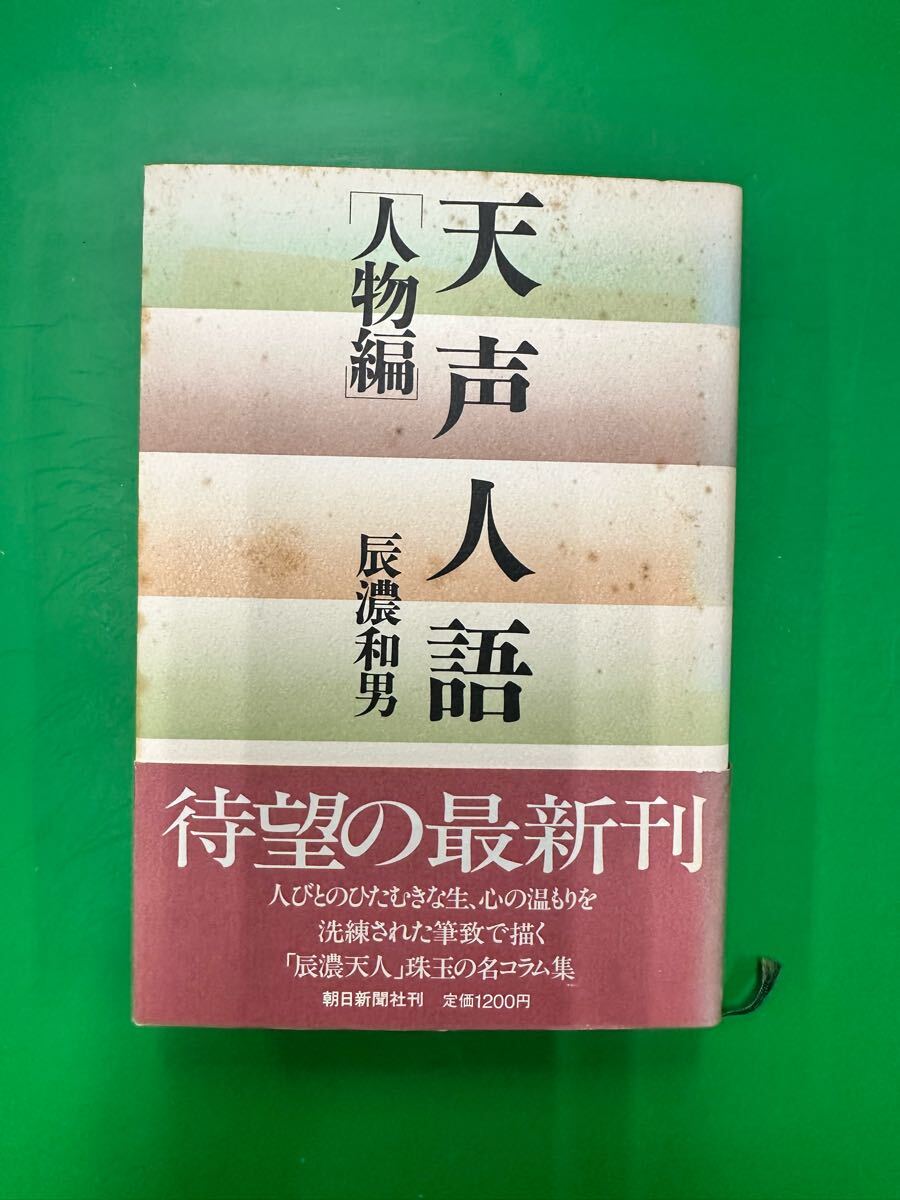 天声人語
「人物編」
辰濃和男
待望の最新刊
人びとのひたむきな生、心の温もりを
洗練された筆致で描く
「辰濃天人」珠玉の名コラム集
朝日新聞社刊 定価1200円